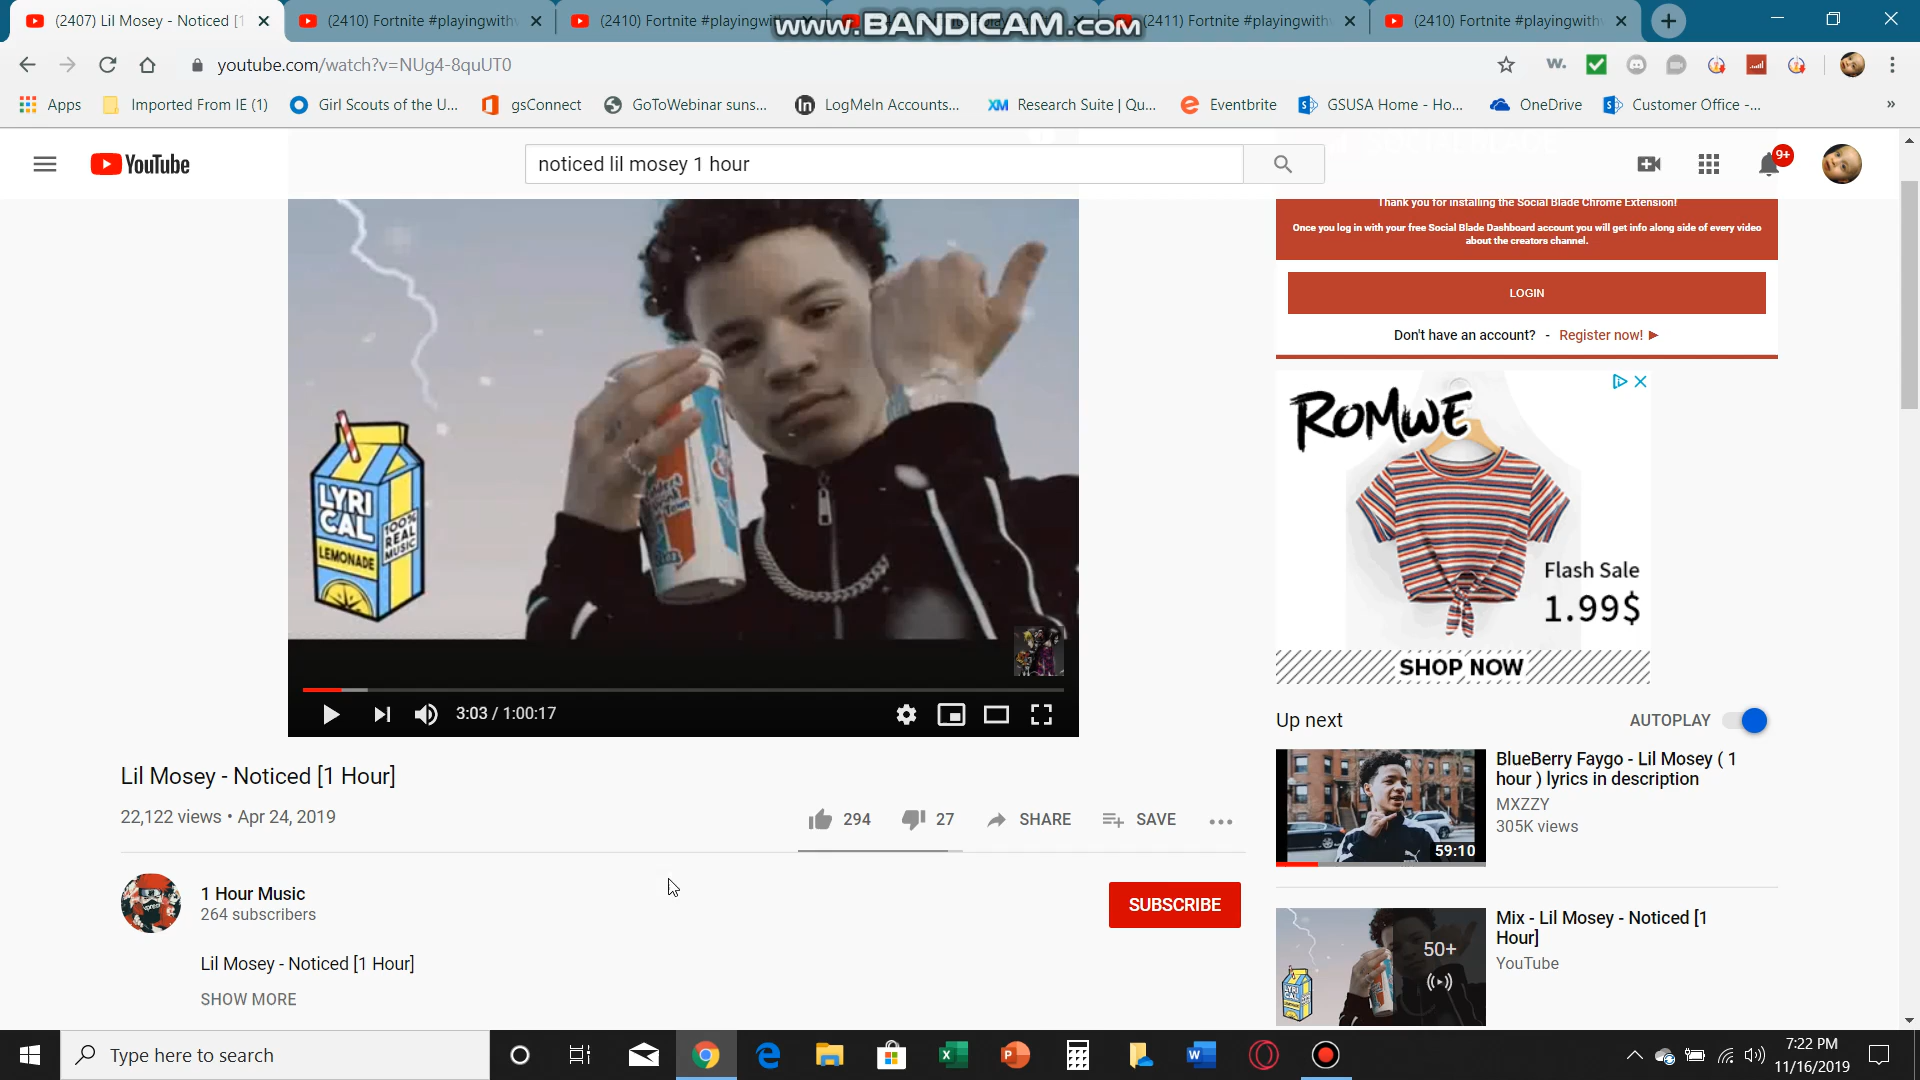 (2407) Lil Mosey - Noticed [1
(2410) Fortnite #playingwith
(2410) Fortnite #playingwi
(2411) Fortnite #playingwith
(2410) Fortnite #playingwith
www.BANDICAM.com
youtube.com/watch?v=NUg4-8quUT0
Apps
Imported From IE (1)
Girl Scouts of the U...
gsConnect
GoToWebinar suns...
LogMeIn Accounts...
Research Suite | Qu...
Eventbrite
GSUSA Home - Ho...
OneDrive
Customer Office -...
YouTube
noticed lil mosey 1 hour
9+
Thank you for installing the Social Blade Chrome Extension!
Once you log in with your free Social Blade Dashboard account you will get info along side of every video
about the creators channel.
LOGIN
Don't have an account? - Register now! ►
LYRI
CAL
LEMONADE
100%
REAL
MUSIC
ROMWE
Flash Sale
1.99$
SHOP NOW
3:03 / 1:00:17
Lil Mosey - Noticed [1 Hour]
22,122 views • Apr 24, 2019
294
27
SHARE
SAVE
1 Hour Music
264 subscribers
SUBSCRIBE
Lil Mosey - Noticed [1 Hour]
SHOW MORE
Up next
AUTOPLAY
BlueBerry Faygo - Lil Mosey ( 1
hour ) lyrics in description
MXZZY
305K views
59:10
Mix - Lil Mosey - Noticed [1
Hour]
YouTube
50+
Type here to search
7:22 PM
11/16/2019